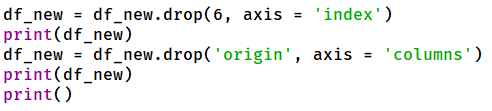 df_new = df_new.drop(6, axis = 'index')
print(df_new)
df_new = df_new.drop('origin', axis = 'columns')
print(df_new)
print()